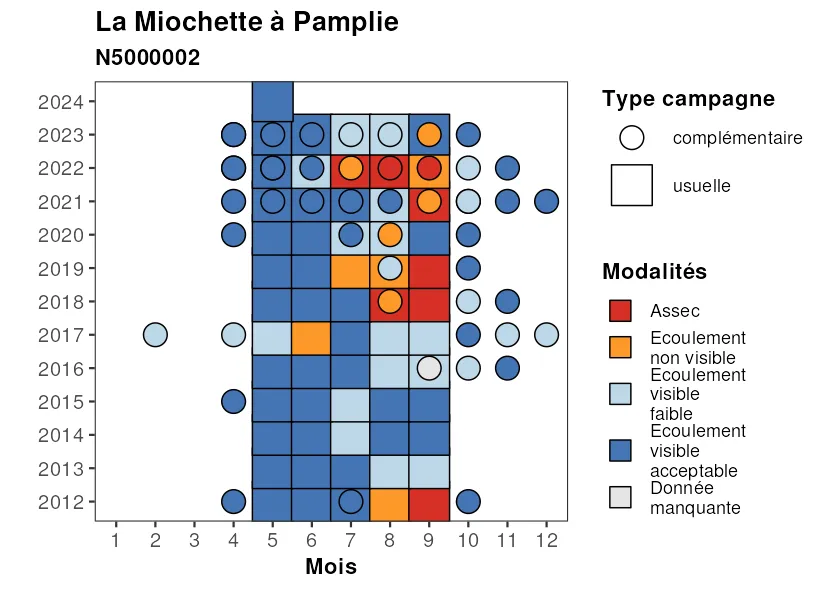 La Miochette à Pamplie
N5000002
2024
2023
2022
2021
2020
2019
2018
2017
2016
2015
2014
2013
2012
1 2 3 4 5 6 7 8 9 10 11 12
Mois
Type campagne
complémentaire
usuelle
Modalités
Assec
Ecoulement
non visible
Ecoulement
visible
faible
Ecoulement
visible
acceptable
Donnée
manquante